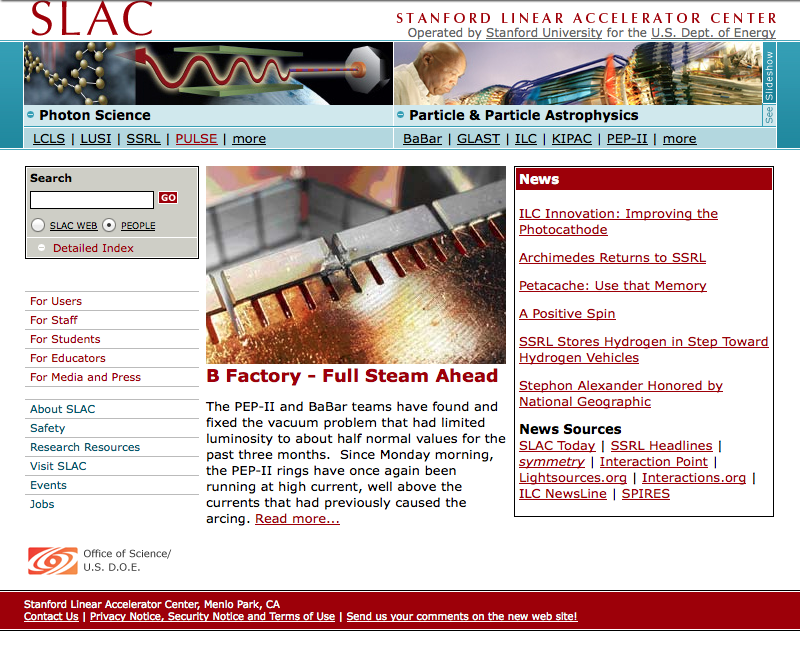 SLAC
STANFORD LINEAR ACCELERATOR CENTER
Operated by Stanford University for the U.S. Dept. of Energy
See Slideshow
Photon Science
Particle & Particle Astrophysics
LCLS | LUSI | SSRL | PULSE | more
BaBar | GLAST | ILC | KIPAC | PEP-II | more
Search
GO
SLAC WEB PEOPLE
Detailed Index
For Users
For Staff
For Students
For Educators
For Media and Press
About SLAC
Safety
Research Resources
Visit SLAC
Events
Jobs
Office of Science/
U.S. D.O.E.
B Factory - Full Steam Ahead
The PEP-II and BaBar teams have found and
fixed the vacuum problem that had limited
luminosity to about half normal values for the
past three months. Since Monday morning,
the PEP-II rings have once again been
running at high current, well above the
currents that had previously caused the
arcing. Read more...
News
ILC Innovation: Improving the
Photocathode
Archimedes Returns to SSRL
Petacache: Use that Memory
A Positive Spin
SSRL Stores Hydrogen in Step Toward
Hydrogen Vehicles
Stephon Alexander Honored by
National Geographic
News Sources
SLAC Today | SSRL Headlines |
symmetry | Interaction Point |
Lightsources.org | Interactions.org |
ILC NewsLine | SPIRES
Stanford Linear Accelerator Center, Menlo Park, CA
Contact Us | Privacy Notice, Security Notice and Terms of Use | Send us your comments on the new web site!